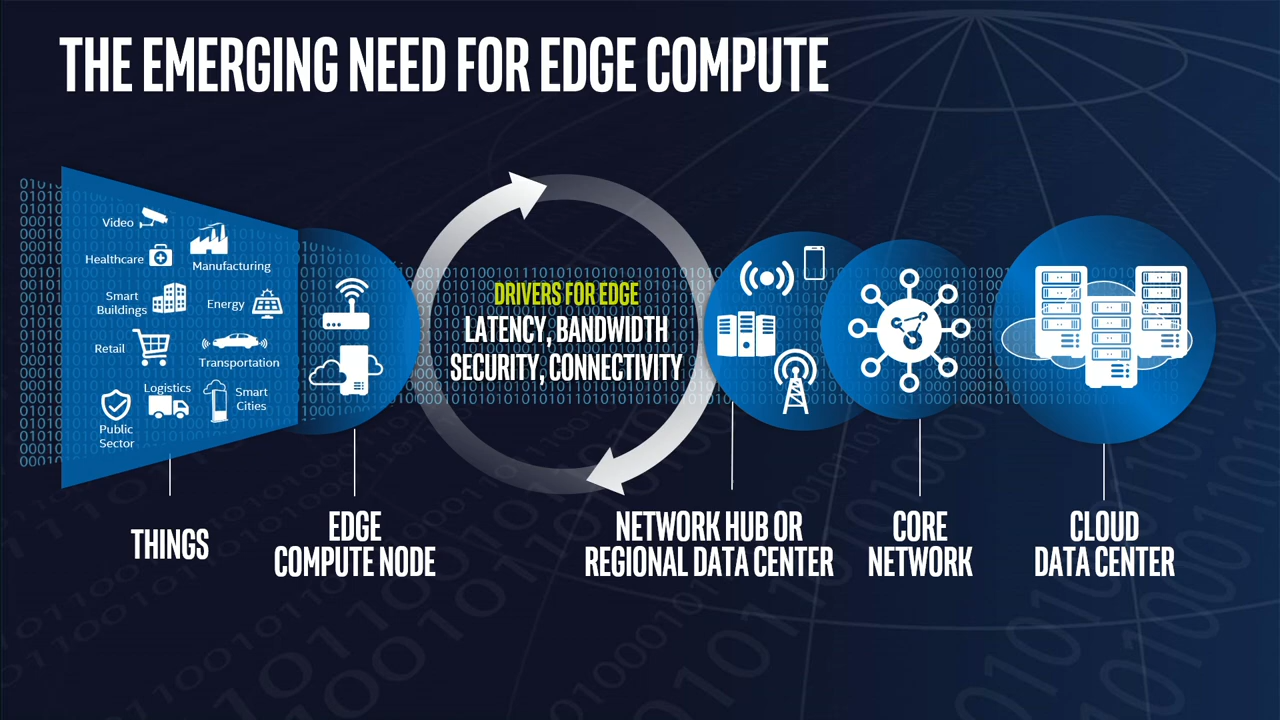 THE EMERGING NEED FOR EDGE COMPUTE
Video
Healthcare
Manufacturing
Smart
Buildings
Energy
Retail
Transportation
Logistics
Smart
Cities
Public
Sector
DRIVERS FOR EDGE
LATENCY, BANDWIDTH
SECURITY, CONNECTIVITY
THINGS
EDGE
COMPUTE NODE
NETWORK HUB OR
REGIONAL DATA CENTER
CORE
NETWORK
CLOUD
DATA CENTER